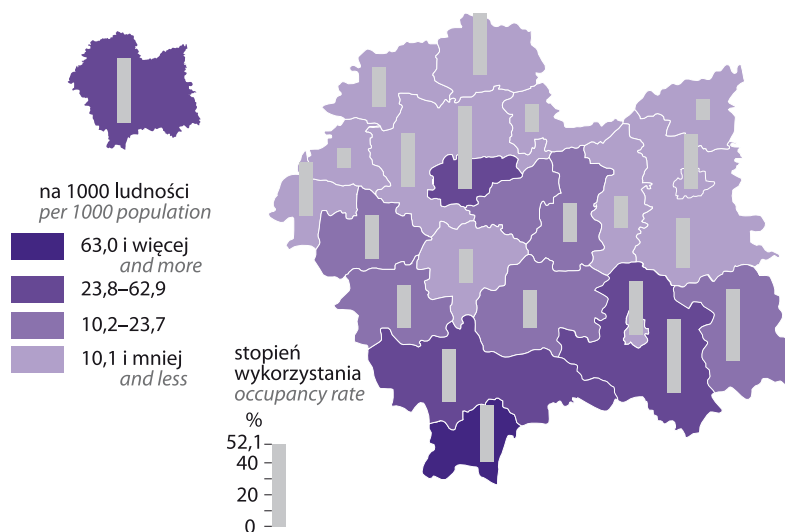 na 1000 ludności
per 1000 population
63,0 i więcej
and more
23,8–62,9
10,2–23,7
10,1 i mniej
and less
stopień
wykorzystania
occupancy rate
%
52,1
40
20
0